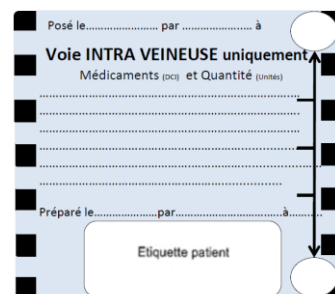 Posé le....................... par ...................... à
Voie INTRA VEINEUSE uniquement
Médicaments (DCI) et Quantité (Unités)
Préparé le....................par...................................à...........
Etiquette patient